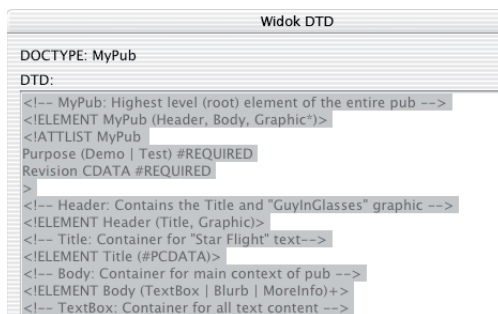 Widok DTD
DOCTYPE: MyPub
DTD:
<!-- MyPub: Highest level (root) element of the entire pub -->
<!ELEMENT MyPub (Header, Body, Graphic*)>
<!ATTLIST MyPub
Purpose (Demo | Test) #REQUIRED
Revision CDATA #REQUIRED
>
<!-- Header: Contains the Title and "GuyInGlasses" graphic -->
<!ELEMENT Header (Title, Graphic)>
<!-- Title: Container for "Star Flight" text-->
<!ELEMENT Title (#PCDATA)>
<!-- Body: Container for main context of pub -->
<!ELEMENT Body (TextBox | Blurb | MoreInfo)+>
<!-- TextBox: Container for all text content -->